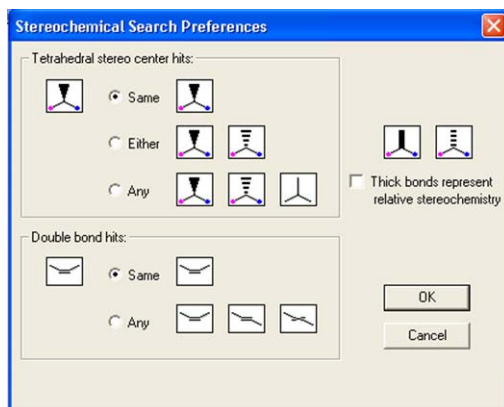 Stereochemical Search Preferences
Tetrahedral stereo center hits:
Same
Either
Any
Thick bonds represent
relative stereochemistry
Double bond hits:
Same
Any
OK
Cancel